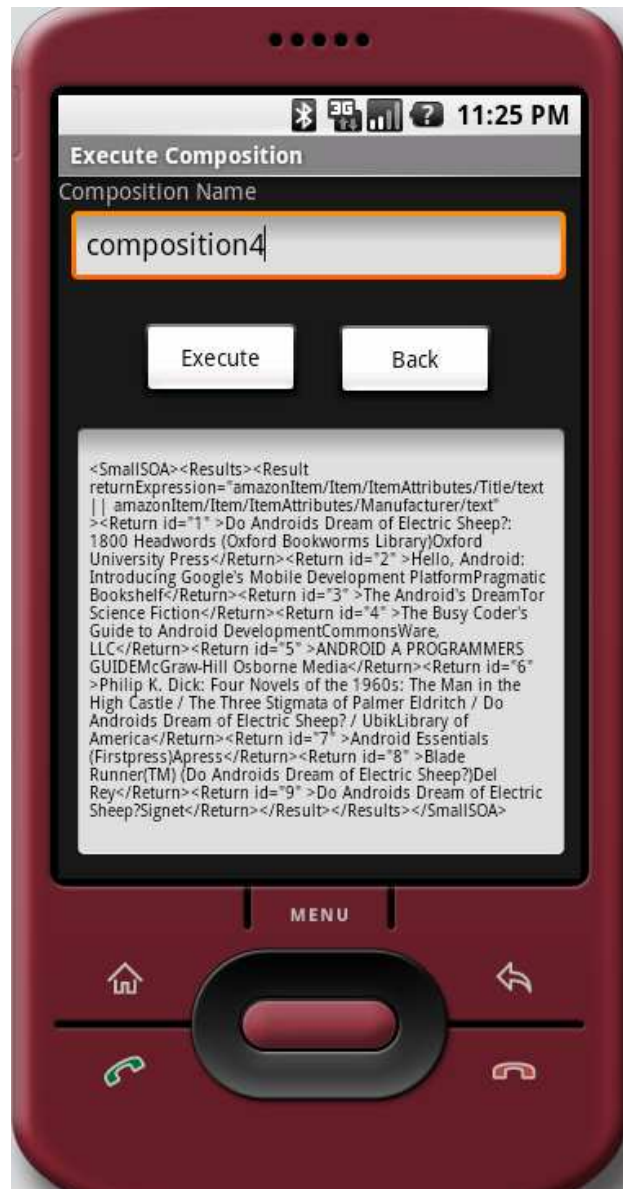 3G 11:25 PM
Execute Composition
Composition Name
composition4
Execute Back
<SmallSOA><Results><Result
returnExpression="amazonItem/Item/ItemAttributes/Title/text
|| amazonItem/Item/ItemAttributes/Manufacturer/text"
><Return id="1" >Do Androids Dream of Electric Sheep?:
1800 Headwords (Oxford Bookworms Library)Oxford
University Press</Return><Return id="2" >Hello, Android:
Introducing Google's Mobile Development PlatformPragmatic
Bookshelf</Return><Return id="3" >The Android's DreamTor
Science Fiction</Return><Return id="4" >The Busy Coder's
Guide to Android DevelopmentCommonsWare,
LLC</Return><Return id="5" >ANDROID A PROGRAMMERS
GUIDEMcGraw-Hill Osborne Media</Return><Return id="6"
>Philip K. Dick: Four Novels of the 1960s: The Man in the
High Castle / The Three Stigmata of Palmer Eldritch / Do
Androids Dream of Electric Sheep? / UbikLibrary of
America</Return><Return id="7" >Android Essentials
(Firstpress)Apress</Return><Return id="8" >Blade
Runner(TM) (Do Androids Dream of Electric Sheep?)Del
Rey</Return><Return id="9" >Do Androids Dream of Electric
Sheep?Signet</Return></Result></Results></SmallSOA>
MENU